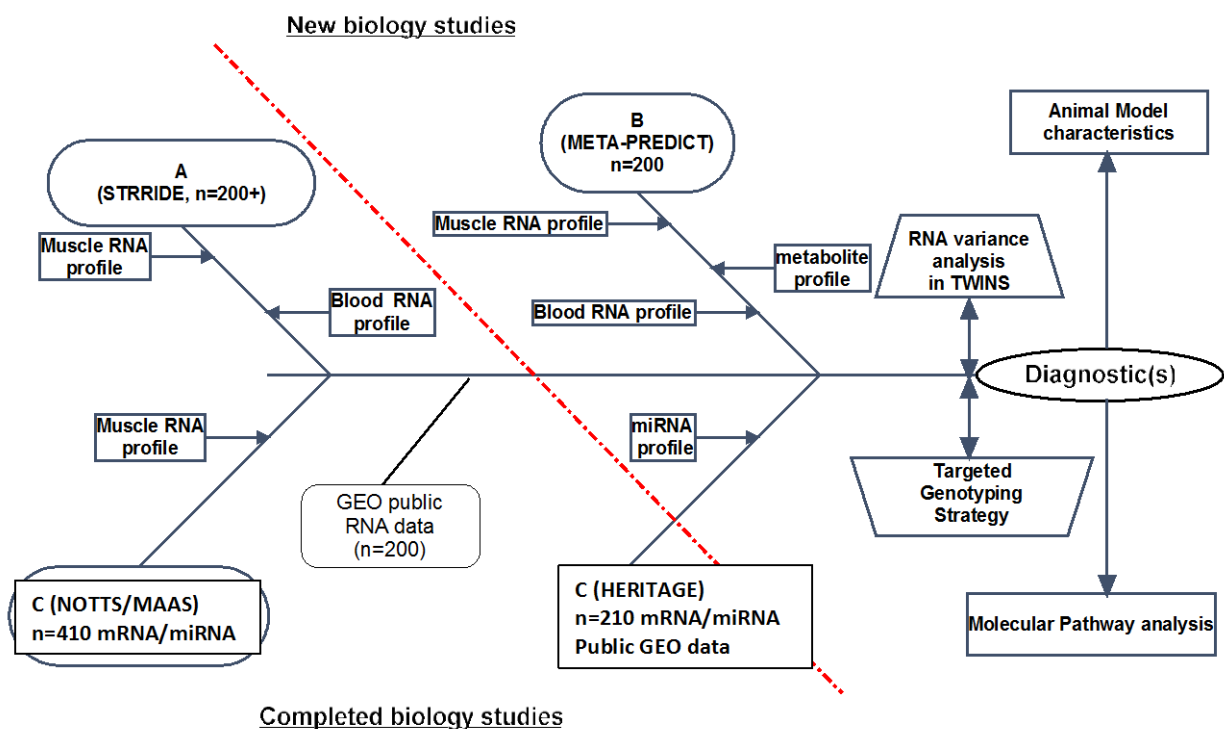 New biology studies
A
(STRRIDE, n=200+)
B
(META-PREDICT)
n=200
Animal Model
characteristics
Muscle RNA
profile
Blood RNA
profile
Muscle RNA profile
metabolite
profile
Blood RNA profile
RNA variance
analysis
in TWINS
Diagnostic(s)
Muscle RNA
profile
miRNA
profile
GEO public
RNA data
(n=200)
Targeted
Genotyping
Strategy
C (NOTTS/MAAS)
n=410 mRNA/miRNA
C (HERITAGE)
n=210 mRNA/miRNA
Public GEO data
Molecular Pathway analysis
Completed biology studies